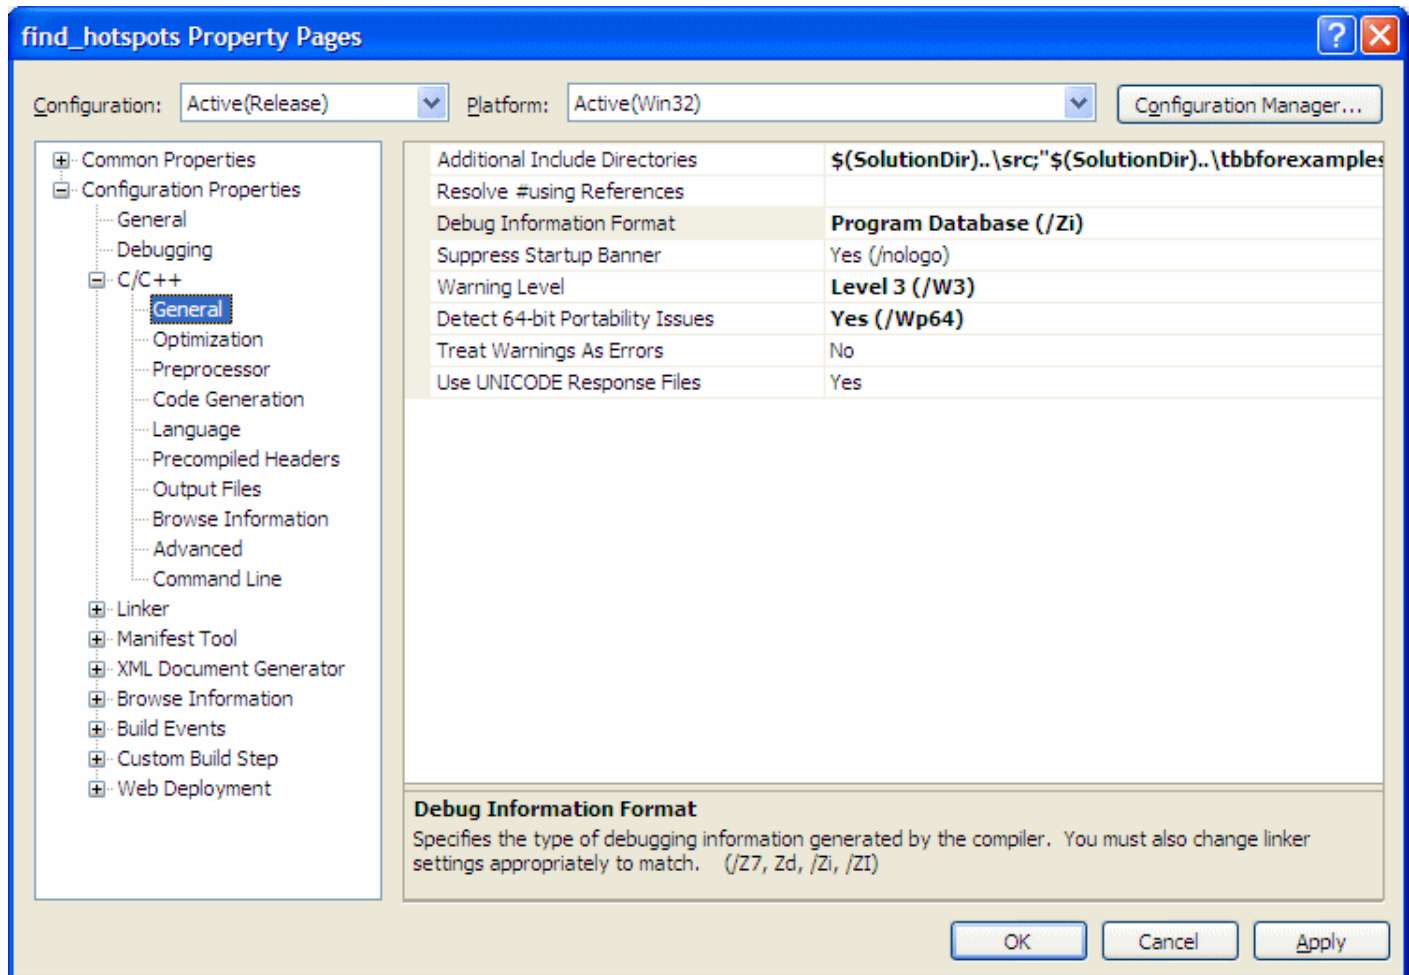 find_hotspots Property Pages
Configuration: Active(Release) Platform: Active(Win32) Configuration Manager...
Common Properties
Configuration Properties
General
Debugging
C/C++
General
Optimization
Preprocessor
Code Generation
Language
Precompiled Headers
Output Files
Browse Information
Advanced
Command Line
Linker
Manifest Tool
XML Document Generator
Browse Information
Build Events
Custom Build Step
Web Deployment
Additional Include Directories $(SolutionDir)..\src;"$(SolutionDir)..\tbbforexamples
Resolve #using References
Debug Information Format Program Database (/Zi)
Suppress Startup Banner Yes (/nologo)
Warning Level Level 3 (/W3)
Detect 64-bit Portability Issues Yes (/Wp64)
Treat Warnings As Errors No
Use UNICODE Response Files Yes
Debug Information Format
Specifies the type of debugging information generated by the compiler. You must also change linker
settings appropriately to match. (/Z7, Zd, /Zi, /ZI)
OK Cancel Apply